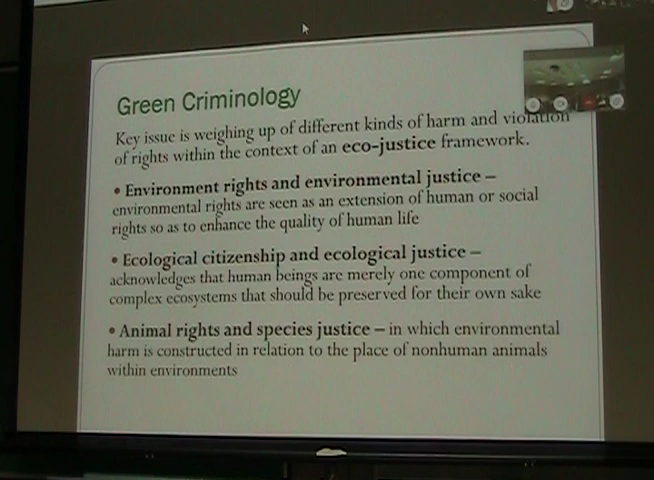 Green Criminology
Key issue is weighing up of different kinds of harm and violation
of rights within the context of an eco-justice framework.
• Environment rights and environmental justice –
environmental rights are seen as an extension of human or social
rights so as to enhance the quality of human life
• Ecological citizenship and ecological justice –
acknowledges that human beings are merely one component of
complex ecosystems that should be preserved for their own sake
• Animal rights and species justice – in which environmental
harm is constructed in relation to the place of nonhuman animals
within environments